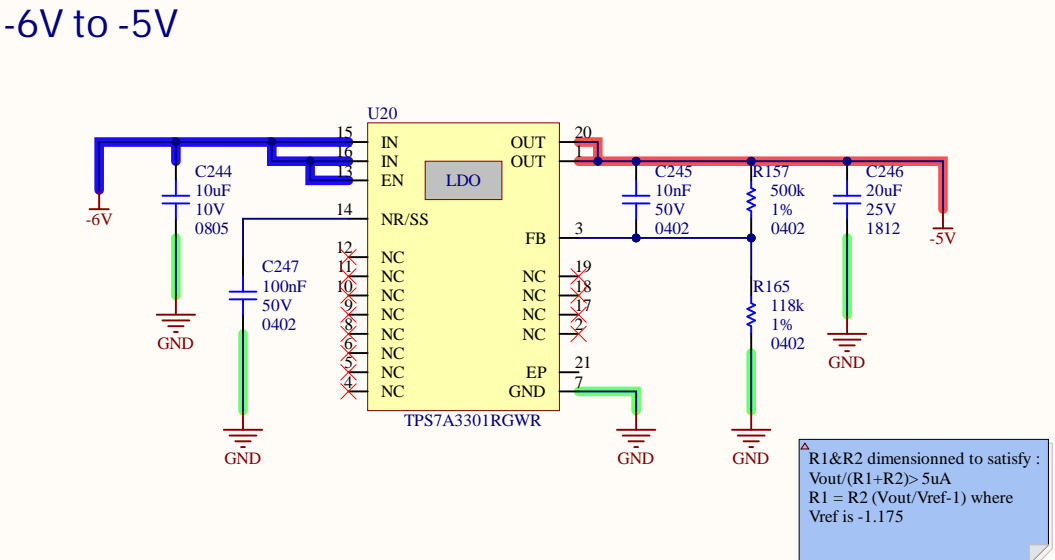 -6V to -5V
U20
15
IN
16
IN
13
EN
14
NR/SS
12
NC
11
NC
10
NC
9
NC
8
NC
6
NC
5
NC
4
NC
LDO
OUT
20
OUT
1
FB
3
NC
19
NC
18
NC
17
NC
2
EP
21
GND
7
TPS7A3301RGWR
-6V
C244
10uF
10V
0805
GND
C247
100nF
50V
0402
GND
C245
10nF
50V
0402
R157
500k
1%
0402
C246
20uF
25V
1812
-5V
R165
118k
1%
0402
GND
GND
GND
R1&R2 dimensionned to satisfy :
Vout/(R1+R2)> 5uA
R1 = R2 (Vout/Vref-1) where
Vref is -1.175